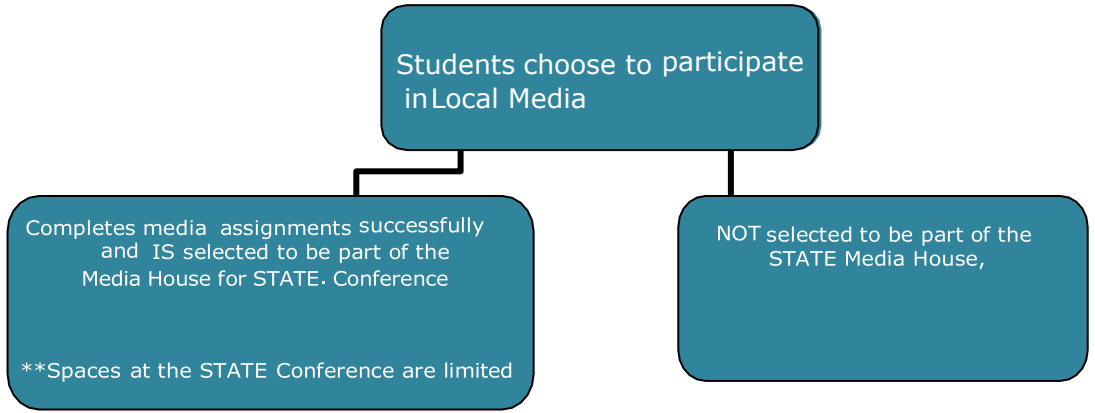 Students choose to participate
in Local Media
Completes media assignments successfully
and IS selected to be part of the
Media House for STATE. Conference
**Spaces at the STATE Conference are limited
NOT selected to be part of the
STATE Media House,